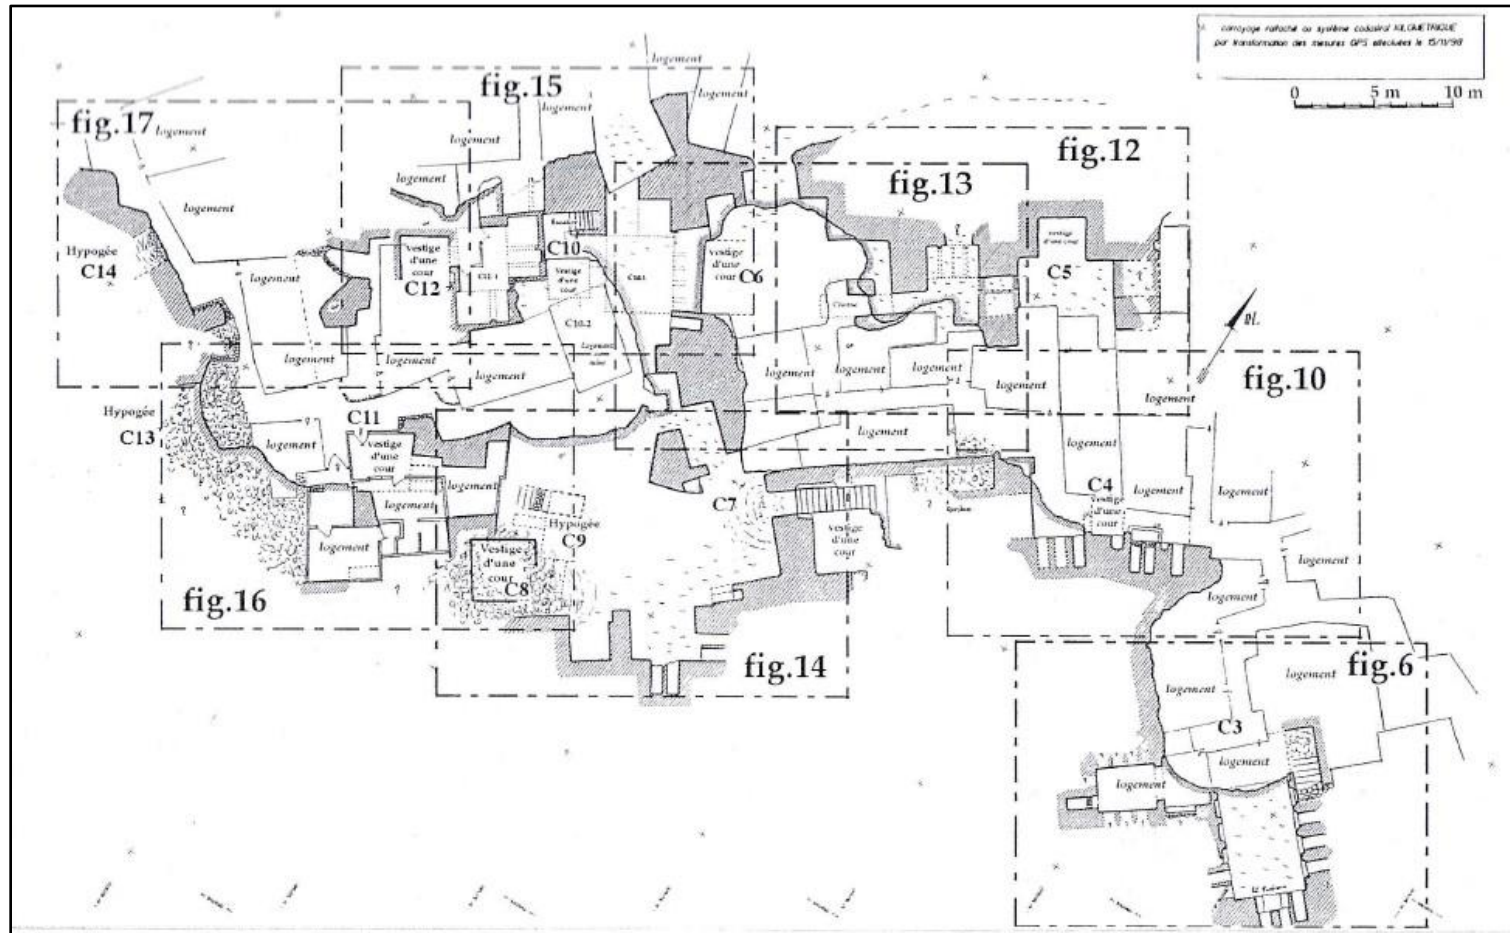 carroyage rattaché au système cadastral KILOMETRIQUE
par transformation des mesures GPS effectuées le 15/11/98
0 5 m 10 m
logement
fig.15
logement
logement
fig.17
logement
fig.12
logement
fig.13
logement
logement
Hypogée
C14
Vestige
d'une
cour
C12
C10
Vestige
d'une
cour
C10-2
vestige
d'une
cour
C6
vestige
d'une cour
C5
Citerne
logement
logement
logement
logement
logement
logement
logement
logement
fig.10
Hypogée
C13
C11
vestige
d'une
cour
logement
logement
logement
logement
logement
Hypogée
C9
C7
vestige
d'une
cour
C4
vestige
d'une
cour
logement
logement
logement
Vestige
d'une
cour
C8
fig.16
fig.14
logement
fig.6
logement
logement
C3
logement
logement